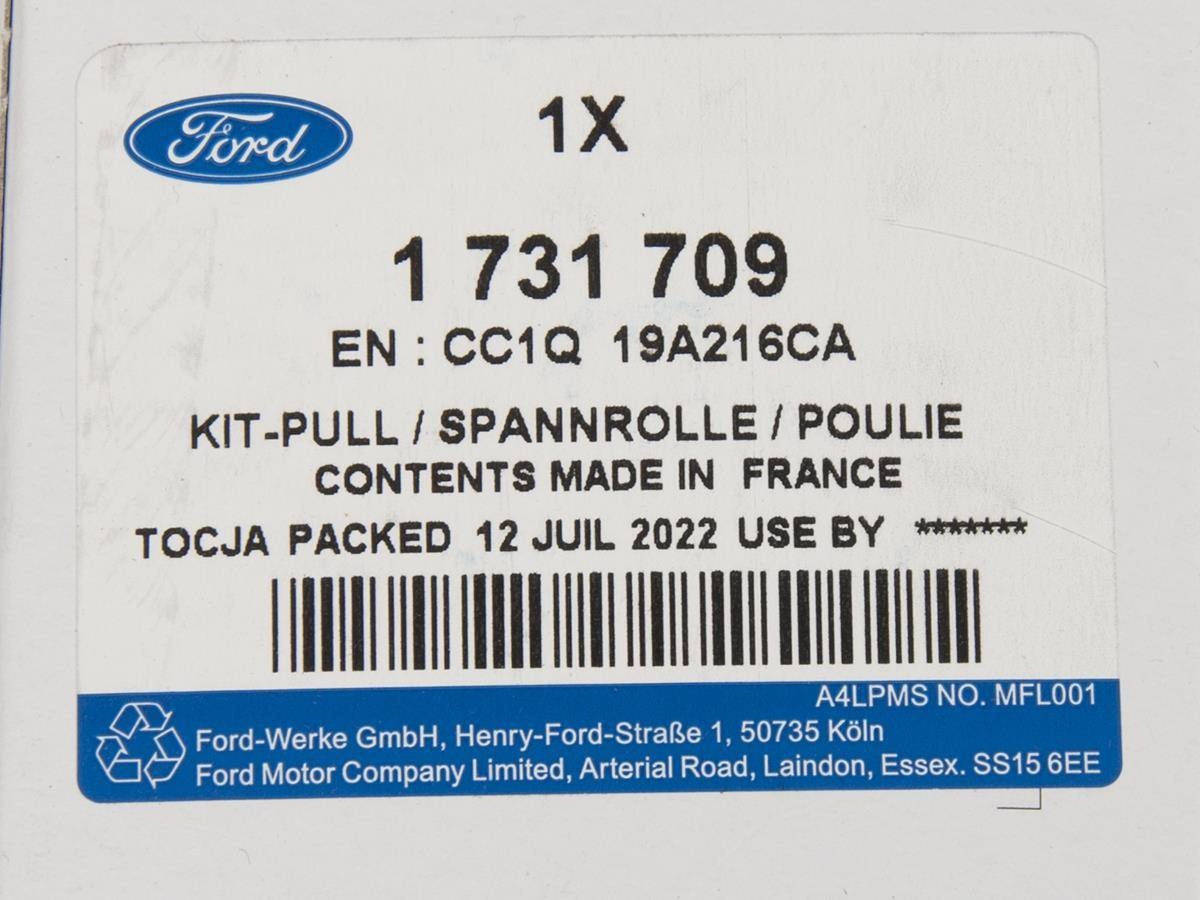 Ford
1X
1 731 709
EN : CC1Q 19A216CA
KIT-PULL / SPANNROLLE / POULIE
CONTENTS MADE IN FRANCE
TOCJA PACKED 12 JUIL 2022 USE BY *******
A4LPMS NO. MFL001
Ford-Werke GmbH, Henry-Ford-Straße 1, 50735 Köln
Ford Motor Company Limited, Arterial Road, Laindon, Essex. SS15 6EE